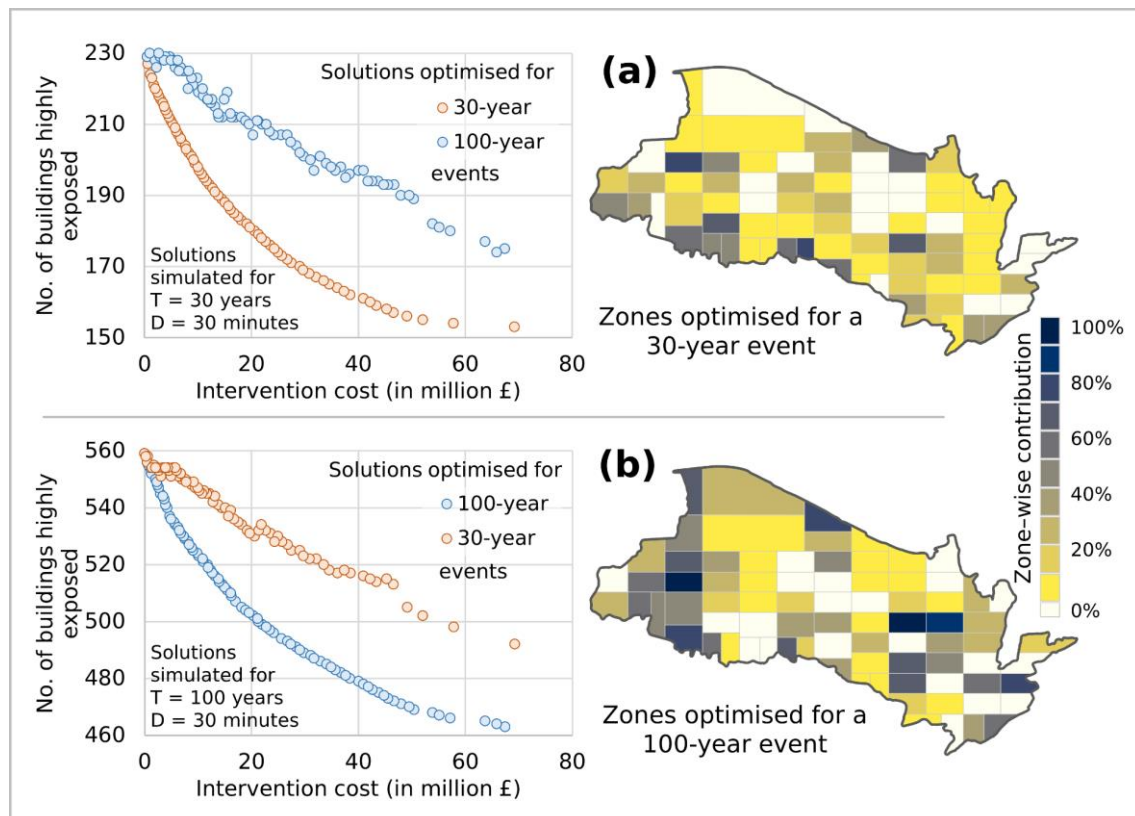 230
210
190
170
150
No. of buildings highly
exposed
Solutions optimised for
30-year
100-year
events
Solutions
simulated for
T = 30 years
D = 30 minutes
0
20
40
60
80
Intervention cost (in million £)
(a)
Zones optimised for a
30-year event
Zone-wise contribution
100%
80%
60%
40%
20%
0%
560
540
520
500
480
460
No. of buildings highly
exposed
Solutions optimised for
100-year
30-year
events
Solutions
simulated for
T = 100 years
D = 30 minutes
0
20
40
60
80
Intervention cost (in million £)
(b)
Zones optimised for a
100-year event